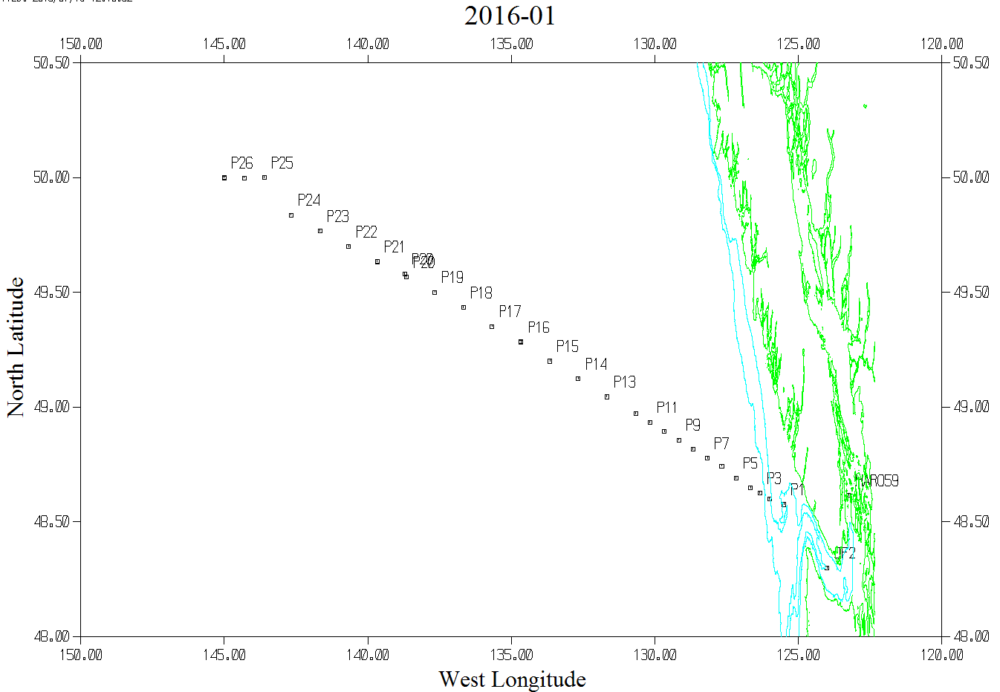 2016-01
150.00 145.00 140.00 135.00 130.00 125.00 120.00
50.50 50.50
P26 P25
50.00 50.00
P24
P23
P22
P21
P20
P20
P19
49.50 49.50
P18
P17
P16
P15
P14
P13
49.00 49.00
P11
P9
P7
P5
P3
HARO59
P1
48.50 48.50
JF2
48.00 48.00
150.00 145.00 140.00 135.00 130.00 125.00 120.00
West Longitude
North Latitude